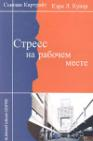 Сьюзан Картрайт
Кэри Л. Купер
Стресс
на рабочем
месте